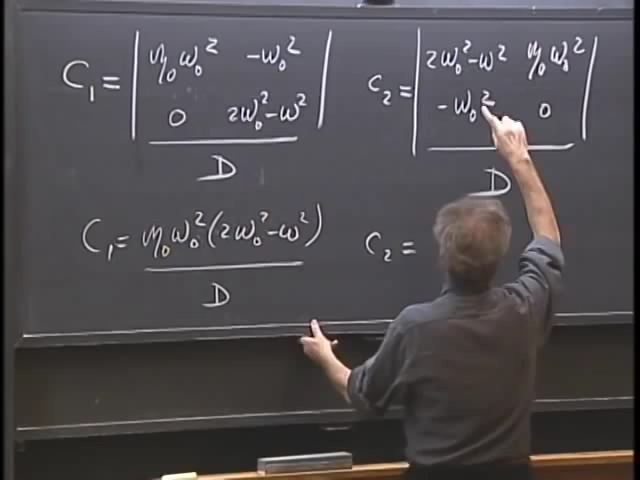 C₁ = | η₀ω₀² -ω₀² |
| 0 2ω₀²-ω² |
D
C₂ = | 2ω₀²-ω² η₀ω₀² |
| -ω₀² 0 |
D
C₁ = η₀ω₀²(2ω₀²-ω²)
D
C₂ =